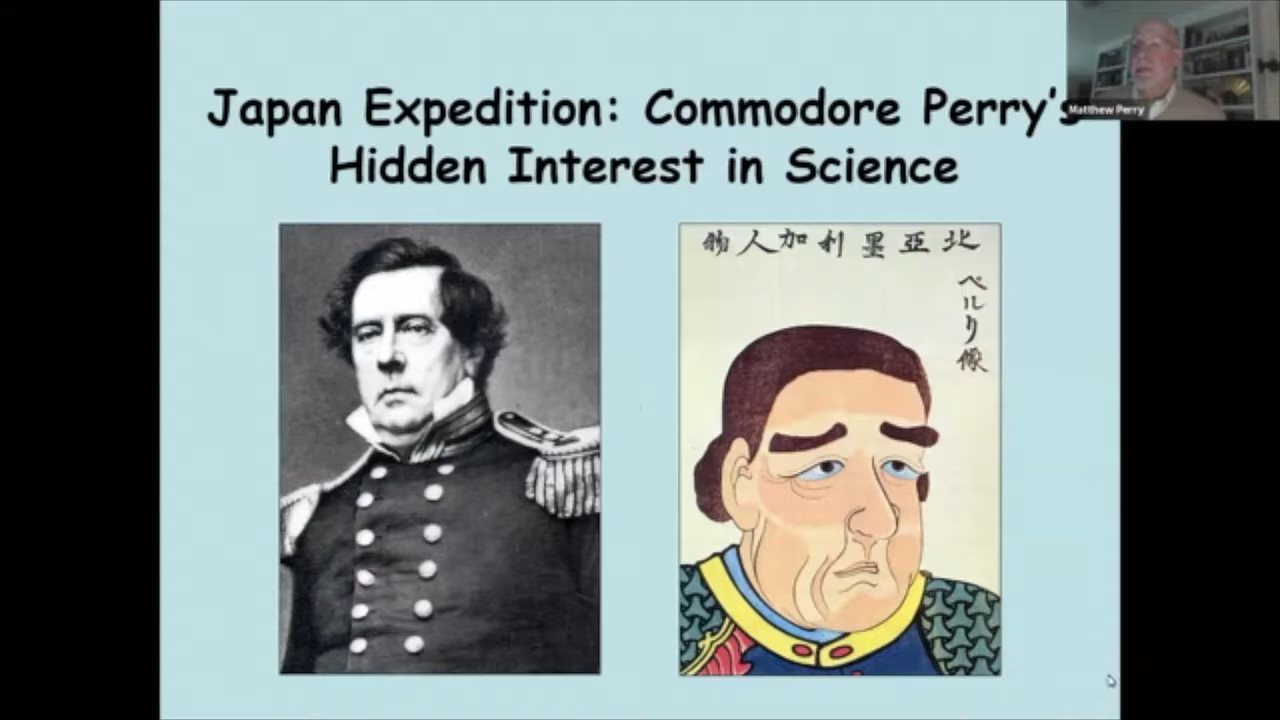 Japan Expedition: Commodore Perry's
Hidden Interest in Science
Matthew Perry
北亞墨利加人物
ペルリ像